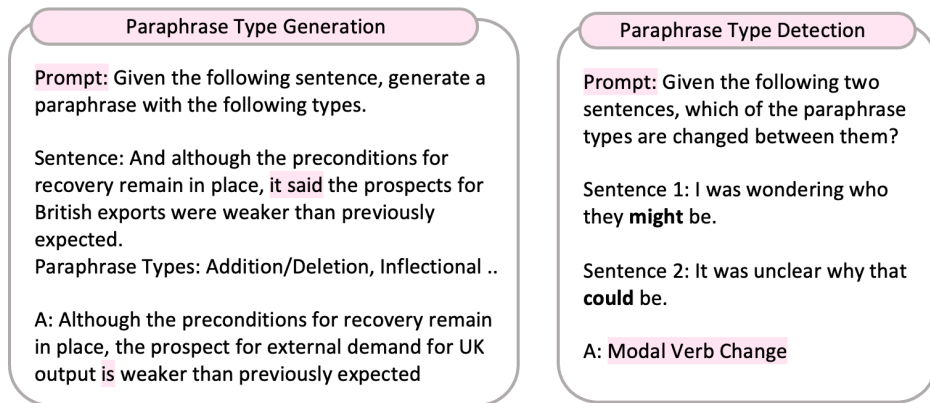 Paraphrase Type Generation
Prompt: Given the following sentence, generate a
paraphrase with the following types.
Sentence: And although the preconditions for
recovery remain in place, it said the prospects for
British exports were weaker than previously
expected.
Paraphrase Types: Addition/Deletion, Inflectional ..
A: Although the preconditions for recovery remain
in place, the prospect for external demand for UK
output is weaker than previously expected
Paraphrase Type Detection
Prompt: Given the following two
sentences, which of the paraphrase
types are changed between them?
Sentence 1: I was wondering who
they might be.
Sentence 2: It was unclear why that
could be.
A: Modal Verb Change